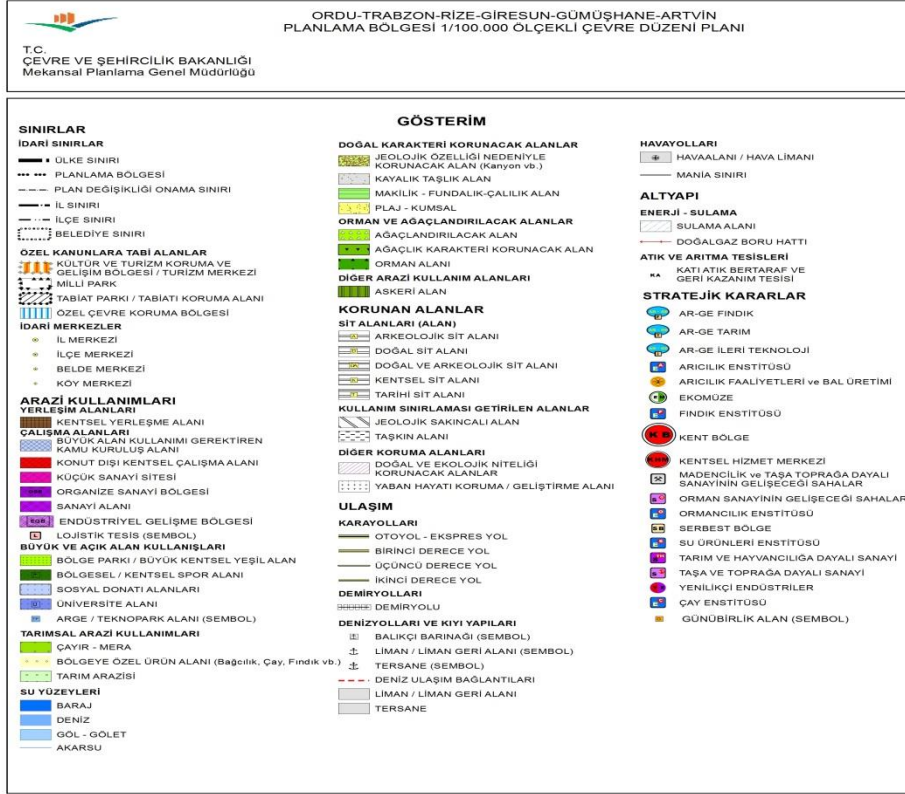 ORDU-TRABZON-RİZE-GİRESUN-GÜMÜŞHANE-ARTVİN
PLANLAMA BÖLGESİ 1/100.000 ÖLÇEKLİ ÇEVRE DÜZENİ PLANI
T.C.
ÇEVRE VE ŞEHİRCİLİK BAKANLIĞI
Mekansal Planlama Genel Müdürlüğü
GÖSTERİM
SINIRLAR
İDARİ SINIRLAR
ÜLKE SINIRI
PLANLAMA BÖLGESİ
PLAN DEĞİŞİKLİĞİ ONAMA SINIRI
İL SINIRI
İLÇE SINIRI
BELEDİYE SINIRI
ÖZEL KANUNLARA TABİ ALANLAR
KÜLTÜR VE TURİZM KORUMA VE
GELİŞİM BÖLGESİ / TURİZM MERKEZİ
MİLLİ PARK
TABİAT PARKI / TABİATI KORUMA ALANI
ÖZEL ÇEVRE KORUMA BÖLGESİ
İDARİ MERKEZLER
İL MERKEZİ
İLÇE MERKEZİ
BELDE MERKEZİ
KÖY MERKEZİ
ARAZİ KULLANIMLARI
YERLEŞİM ALANLARI
KENTSEL YERLEŞME ALANI
ÇALIŞMA ALANLARI
BÜYÜK ALAN KULLANIMI GEREKTİREN
KAMU KURULUŞ ALANI
KONUT DIŞI KENTSEL ÇALIŞMA ALANI
KÜÇÜK SANAYİ SİTESİ
ORGANİZE SANAYİ BÖLGESİ
SANAYİ ALANI
EGB ENDÜSTRİYEL GELİŞME BÖLGESİ
L LOJİSTİK TESİS (SEMBOL)
BÜYÜK VE AÇIK ALAN KULLANIŞLARI
BÖLGE PARKI / BÜYÜK KENTSEL YEŞİL ALAN
BÖLGESEL / KENTSEL SPOR ALANI
SOSYAL DONATI ALANLARI
ÜNİVERSİTE ALANI
ARGE / TEKNOPARK ALANI (SEMBOL)
TARIMSAL ARAZİ KULLANIMLARI
ÇAYIR - MERA
BÖLGEYE ÖZEL ÜRÜN ALANI (Bağcılık, Çay, Fındık vb.)
TARIM ARAZİSİ
SU YÜZEYLERİ
BARAJ
DENİZ
GÖL - GÖLET
AKARSU
DOĞAL KARAKTERİ KORUNACAK ALANLAR
JEOLOJİK ÖZELLİĞİ NEDENİYLE
KORUNACAK ALAN (Kanyon vb.)
KAYALIK TAŞLIK ALAN
MAKİLİK - FUNDALIK-ÇALILIK ALAN
PLAJ - KUMSAL
ORMAN VE AĞAÇLANDIRILACAK ALANLAR
AĞAÇLANDIRILACAK ALAN
AĞAÇLIK KARAKTERİ KORUNACAK ALAN
ORMAN ALANI
DİĞER ARAZİ KULLANIM ALANLARI
ASKERİ ALAN
KORUNAN ALANLAR
SİT ALANLARI (ALAN)
ARKEOLOJİK SİT ALANI
DOĞAL SİT ALANI
DOĞAL VE ARKEOLOJİK SİT ALANI
KENTSEL SİT ALANI
TARİHİ SİT ALANI
KULLANIM SINIRLAMASI GETİRİLEN ALANLAR
JEOLOJİK SAKINCALI ALAN
TAŞKIN ALANI
DİĞER KORUMA ALANLARI
DOĞAL VE EKOLOJİK NİTELİĞİ
KORUNACAK ALANLAR
YABAN HAYATI KORUMA / GELİŞTİRME ALANI
ULAŞIM
KARAYOLLARI
OTOYOL - EKSPRES YOL
BİRİNCİ DERECE YOL
ÜÇÜNCÜ DERECE YOL
İKİNCİ DERECE YOL
DEMİRYOLLARI
DEMİRYOLU
DENİZYOLLARI VE KIYI YAPILARI
BALIKÇI BARINAĞI (SEMBOL)
LİMAN / LİMAN GERİ ALANI (SEMBOL)
TERSANE (SEMBOL)
DENİZ ULAŞIM BAĞLANTILARI
LİMAN / LİMAN GERİ ALANI
TERSANE
HAVAYOLLARI
HAVAALANI / HAVA LİMANI
MANİA SINIRI
ALTYAPI
ENERJİ - SULAMA
SULAMA ALANI
DOĞALGAZ BORU HATTI
ATIK VE ARITMA TESİSLERİ
KA KATI ATIK BERTARAF VE
GERİ KAZANIM TESİSİ
STRATEJİK KARARLAR
AR-GE FINDIK
AR-GE TARIM
AR-GE İLERİ TEKNOLOJİ
ARICILIK ENSTİTÜSÜ
ARICILIK FAALİYETLERİ ve BAL ÜRETİMİ
EKOMÜZE
FINDIK ENSTİTÜSÜ
KB KENT BÖLGE
KHM KENTSEL HİZMET MERKEZİ
MADENCİLİK ve TAŞA TOPRAĞA DAYALI
SANAYİNİN GELİŞECEĞİ SAHALAR
ORMAN SANAYİNİN GELİŞECEĞİ SAHALAR
ORMANCILIK ENSTİTÜSÜ
SB SERBEST BÖLGE
SU ÜRÜNLERİ ENSTİTÜSÜ
TARIM VE HAYVANCILIĞA DAYALI SANAYİ
TAŞA VE TOPRAĞA DAYALI SANAYİ
YENİLİKÇİ ENDÜSTRİLER
ÇAY ENSTİTÜSÜ
GÜNÜBİRLİK ALAN (SEMBOL)